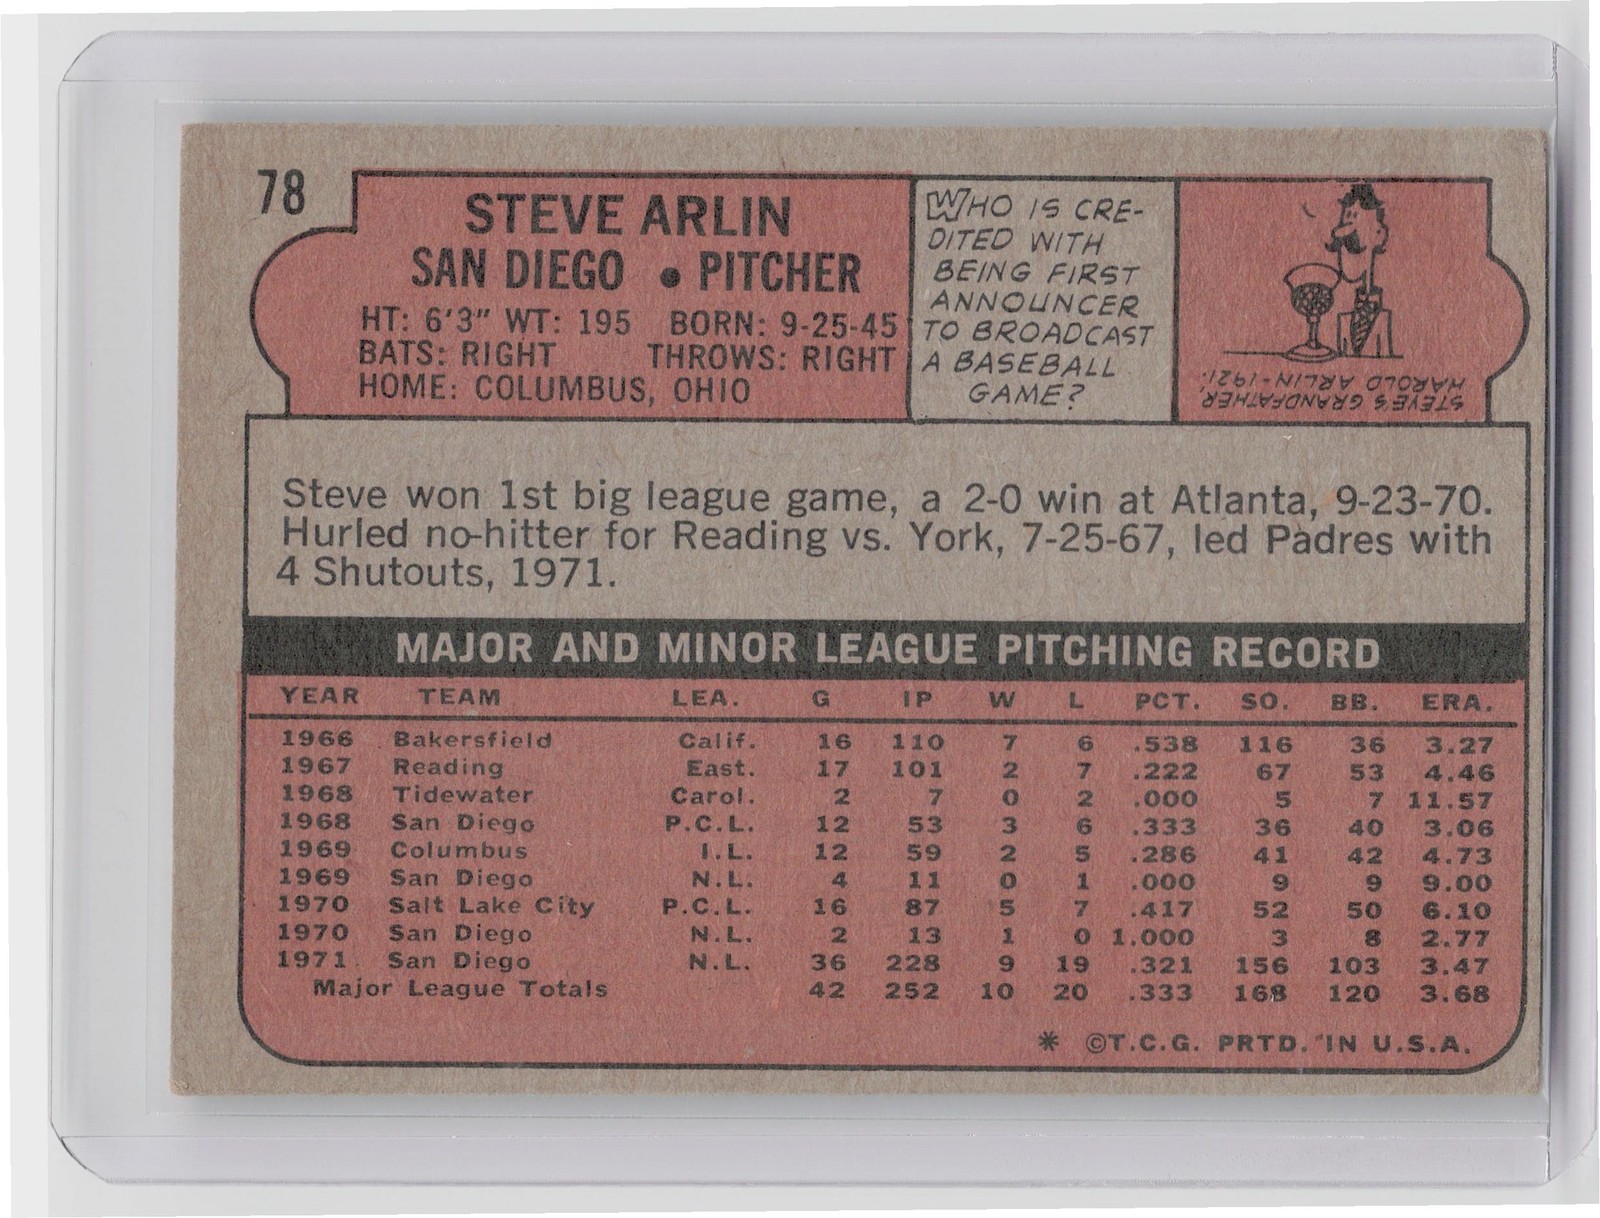 78
STEVE ARLIN
SAN DIEGO • PITCHER
HT: 6'3" WT: 195 BORN: 9-25-45
BATS: RIGHT THROWS: RIGHT
HOME: COLUMBUS, OHIO
WHO IS CRE-
DITED WITH
BEING FIRST
ANNOUNCER
TO BROADCAST
A BASEBALL
GAME?
STEVE'S GRANDFATHER
HAROLD ARLIN-1921.
Steve won 1st big league game, a 2-0 win at Atlanta, 9-23-70.
Hurled no-hitter for Reading vs. York, 7-25-67, led Padres with
4 Shutouts, 1971.
MAJOR AND MINOR LEAGUE PITCHING RECORD
YEAR TEAM LEA. G IP W L PCT. SO. BB. ERA.
1966 Bakersfield Calif. 16 110 7 6 .538 116 36 3.27
1967 Reading East. 17 101 2 7 .222 67 53 4.46
1968 Tidewater Carol. 2 7 0 2 .000 5 7 11.57
1968 San Diego P.C.L. 12 53 3 6 .333 36 40 3.06
1969 Columbus I.L. 12 59 2 5 .286 41 42 4.73
1969 San Diego N.L. 4 11 0 1 .000 9 9 9.00
1970 Salt Lake City P.C.L. 16 87 5 7 .417 52 50 6.10
1970 San Diego N.L. 2 13 1 0 1.000 3 8 2.77
1971 San Diego N.L. 36 228 9 19 .321 156 103 3.47
Major League Totals 42 252 10 20 .333 168 120 3.68
* ©T.C.G. PRTD. IN U.S.A.